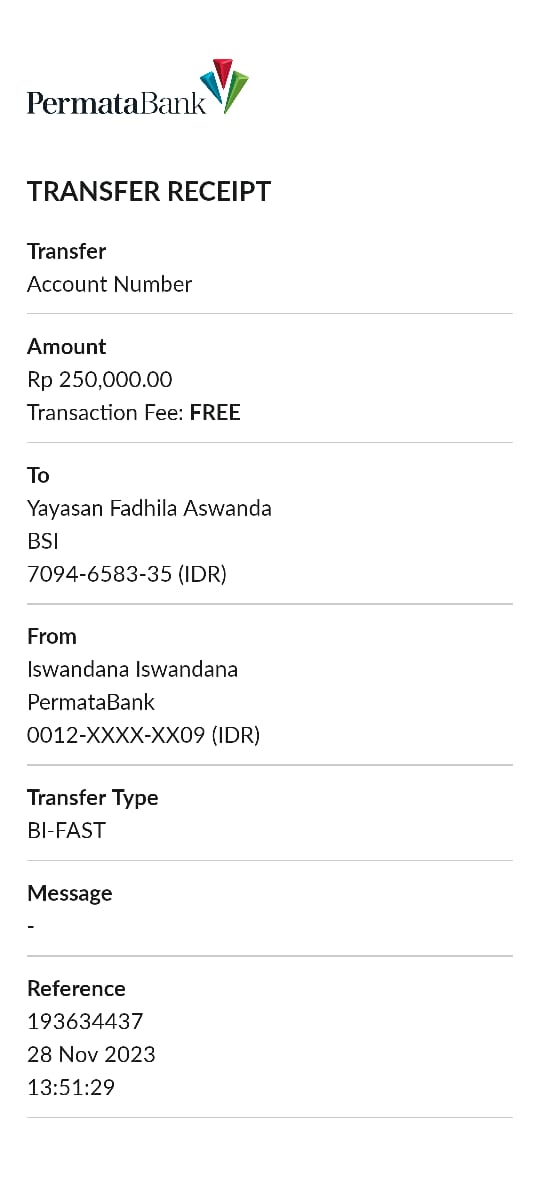 PermataBank
TRANSFER RECEIPT
Transfer
Account Number
Amount
Rp 250,000.00
Transaction Fee: FREE
To
Yayasan Fadhila Aswanda
BSI
7094-6583-35 (IDR)
From
Iswandana Iswandana
PermataBank
0012-XXXX-XX09 (IDR)
Transfer Type
BI-FAST
Message
-
Reference
193634437
28 Nov 2023
13:51:29